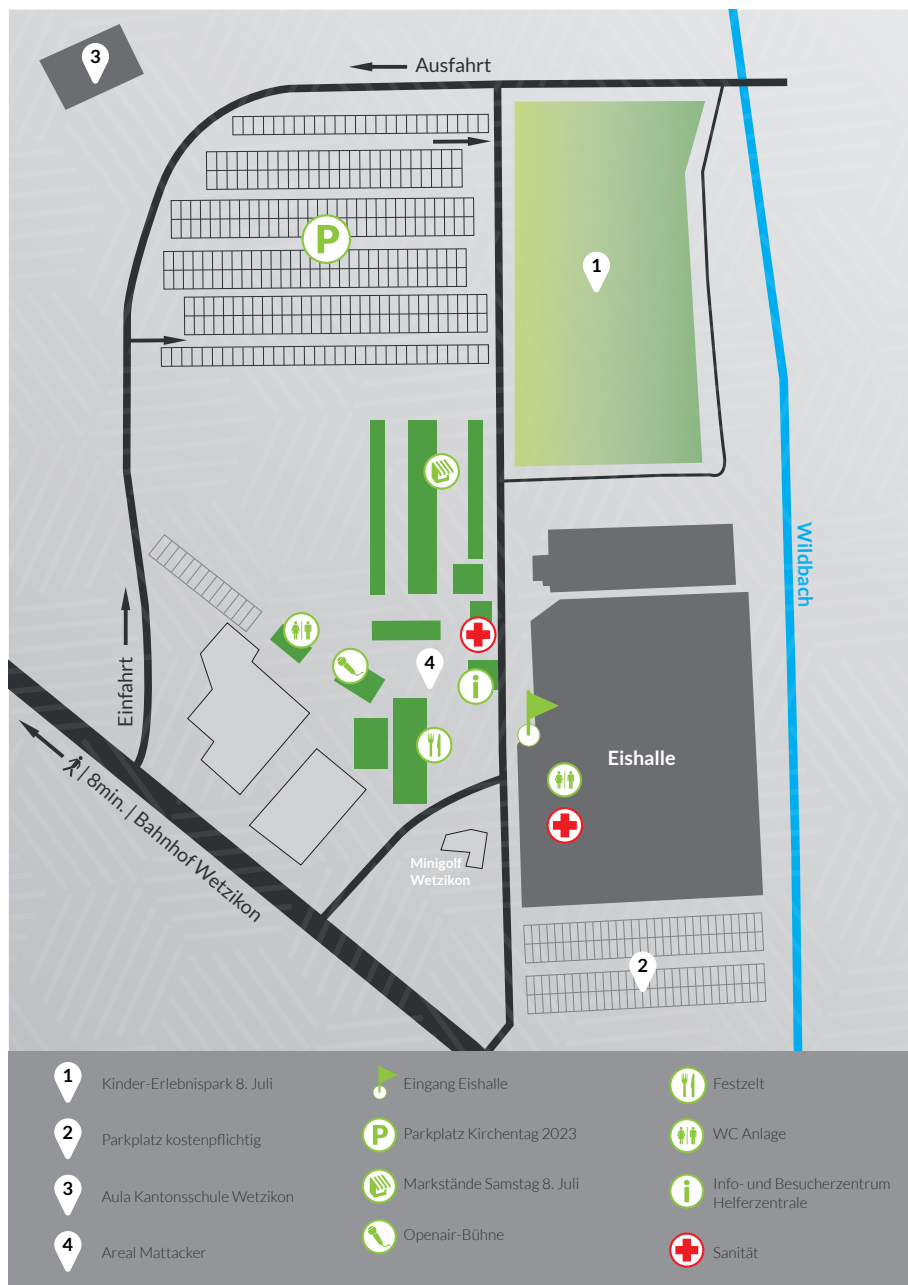 3
Ausfahrt
P
1
Wildbach
Einfahrt
4
i
Eishalle
| 8min. | Bahnhof Wetzikon
Minigolf
Wetzikon
2
1 Kinder-Erlebnispark 8. Juli
2 Parkplatz kostenpflichtig
3 Aula Kantonsschule Wetzikon
4 Areal Mattacker
Eingang Eishalle
P Parkplatz Kirchentag 2023
Markstände Samstag 8. Juli
Openair-Bühne
Festzelt
WC Anlage
i Info- und Besucherzentrum
Helferzentrale
Sanität